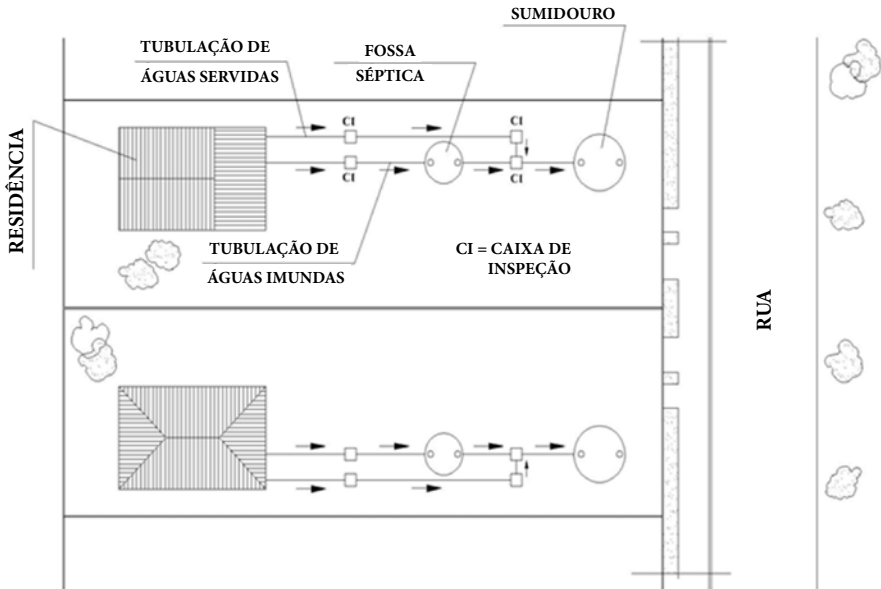 SUMIDOURO
TUBULAÇÃO DE
ÁGUAS SERVIDAS
FOSSA
SÉPTICA
RESIDÊNCIA
CI
CI
CI
CI
TUBULAÇÃO DE
ÁGUAS IMUNDAS
CI = CAIXA DE
INSPEÇÃO
RUA